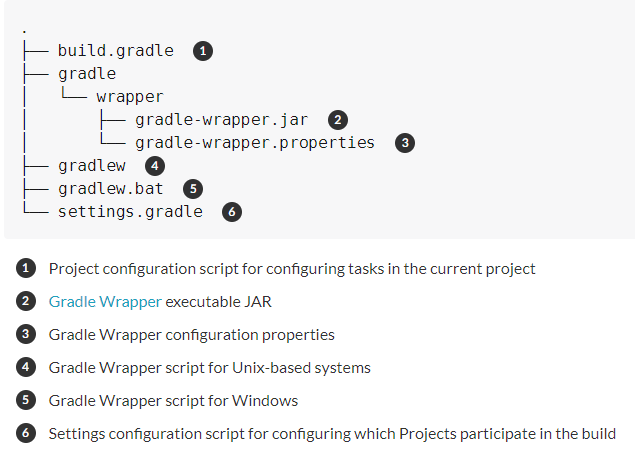 .
├── build.gradle 1
├── gradle
│   └── wrapper
│       ├── gradle-wrapper.jar 2
│       └── gradle-wrapper.properties 3
├── gradlew 4
├── gradlew.bat 5
└── settings.gradle 6
1 Project configuration script for configuring tasks in the current project
2 Gradle Wrapper executable JAR
3 Gradle Wrapper configuration properties
4 Gradle Wrapper script for Unix-based systems
5 Gradle Wrapper script for Windows
6 Settings configuration script for configuring which Projects participate in the build